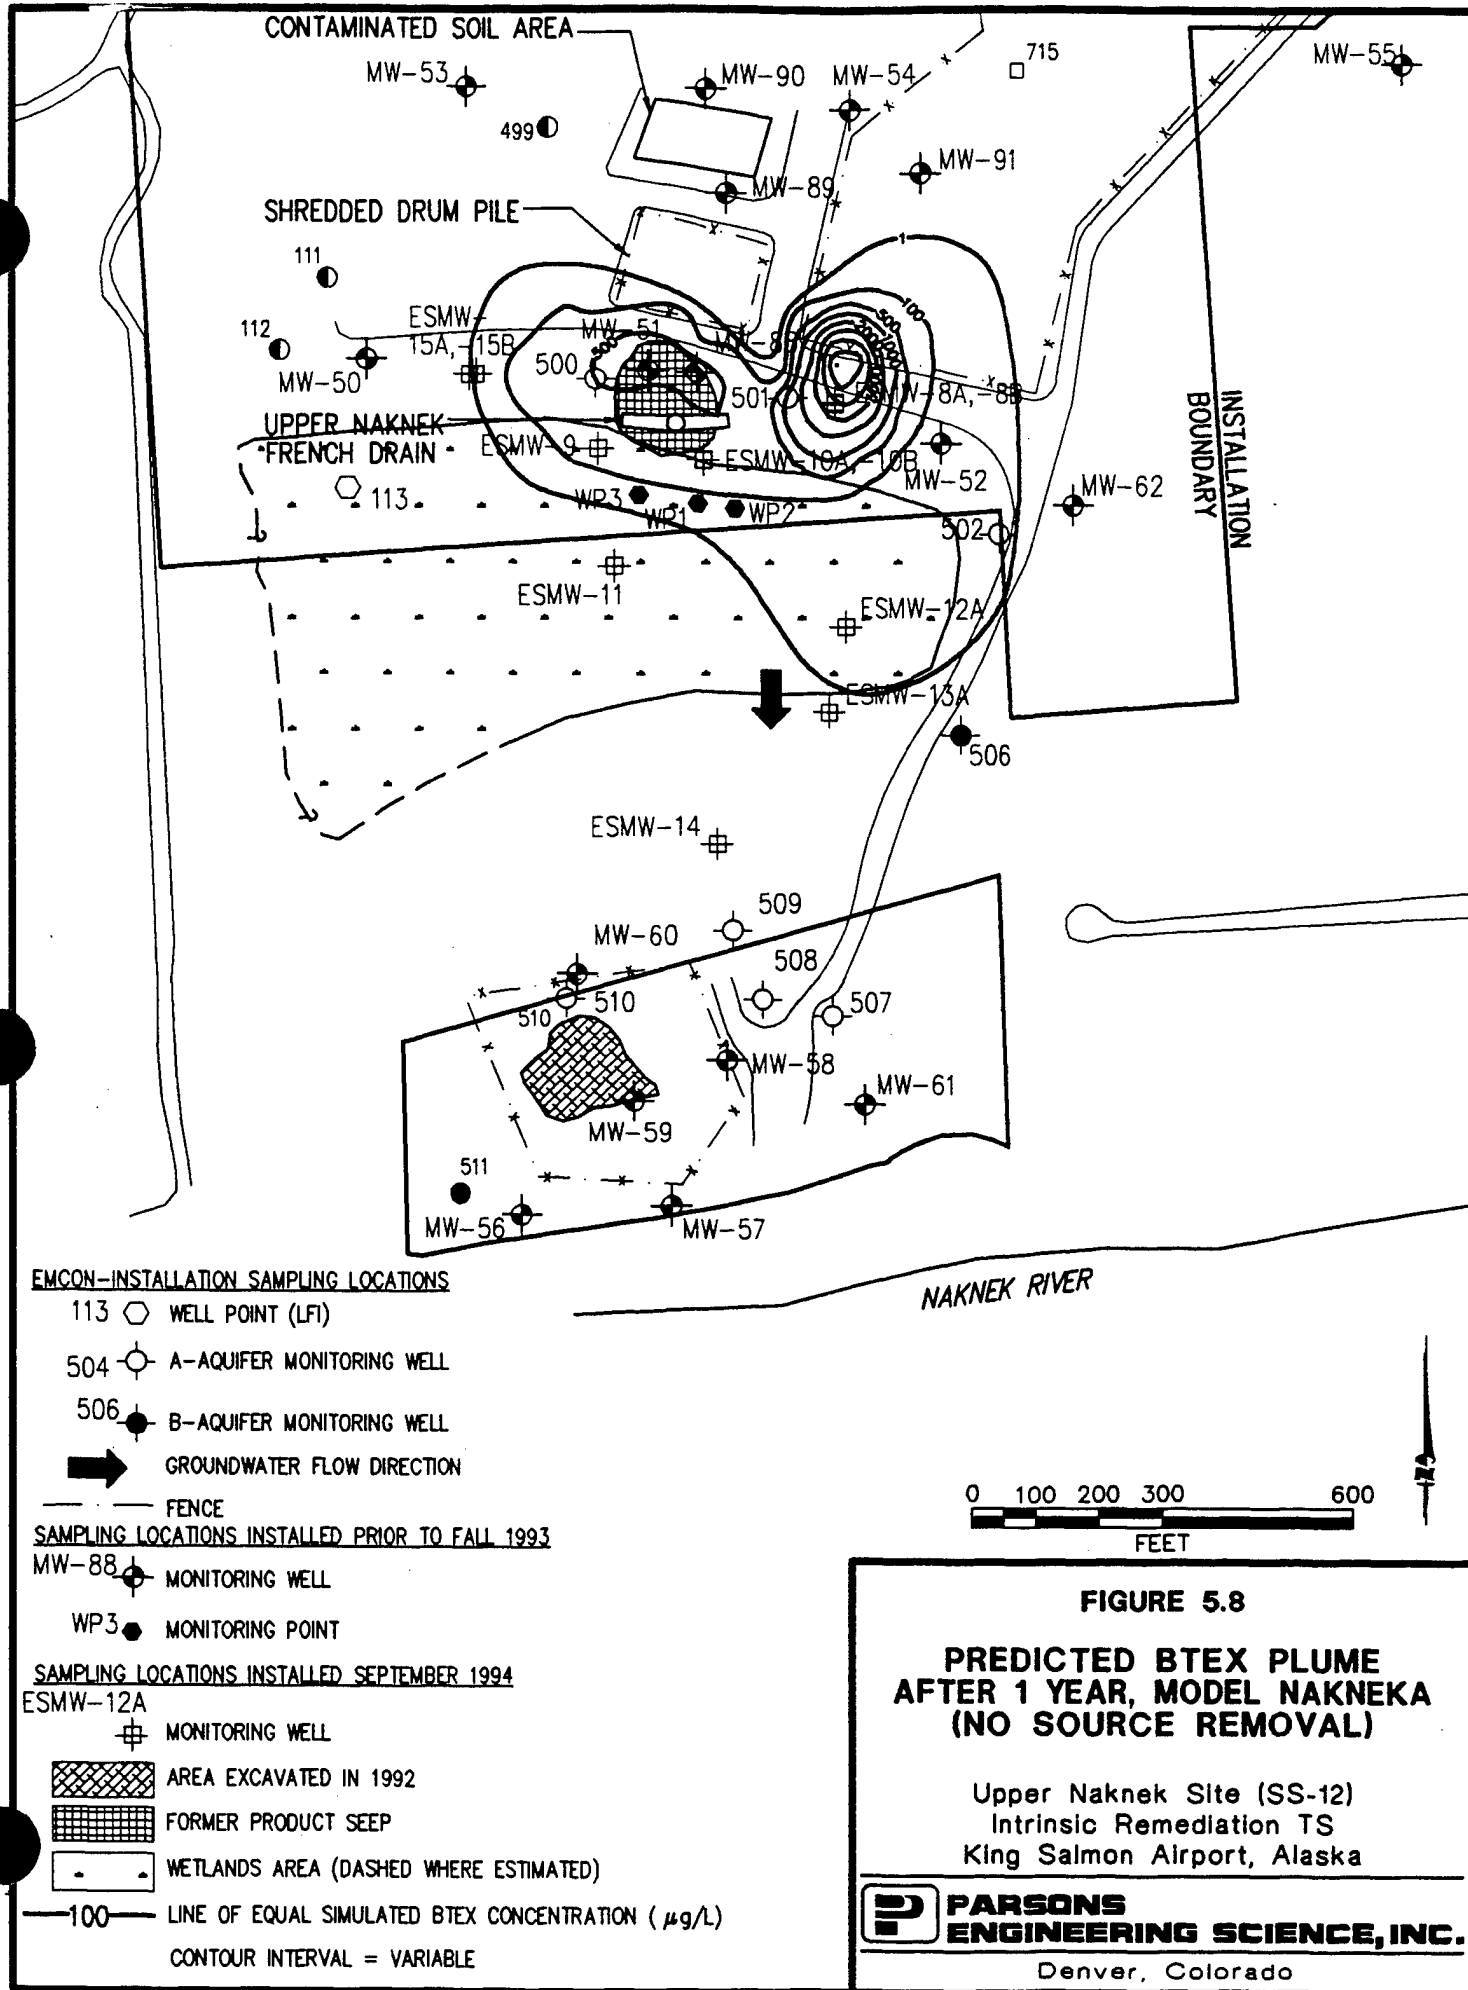 CONTAMINATED SOIL AREA
MW-53
MW-90
MW-54
715
MW-55
499
MW-91
MW-89
SHREDDED DRUM PILE
1
111
100
500
2000
1000
ESMW-
15A,-15B
MW-51
112
MW-50
500
500
501
ESMW-8A,-8B
UPPER NAKNEK
FRENCH DRAIN
ESMW-9
ESMW-10A,-10B
MW-52
INSTALLATION
BOUNDARY
113
WP3
WP1
WP2
MW-62
502
ESMW-11
ESMW-12A
ESMW-13A
506
ESMW-14
509
MW-60
508
510
510
507
MW-58
MW-61
MW-59
511
MW-56
MW-57
NAKNEK RIVER
EMCON-INSTALLATION SAMPLING LOCATIONS
113 WELL POINT (LFI)
504 A-AQUIFER MONITORING WELL
506 B-AQUIFER MONITORING WELL
GROUNDWATER FLOW DIRECTION
FENCE
SAMPLING LOCATIONS INSTALLED PRIOR TO FALL 1993
MW-88 MONITORING WELL
WP3 MONITORING POINT
SAMPLING LOCATIONS INSTALLED SEPTEMBER 1994
ESMW-12A
MONITORING WELL
AREA EXCAVATED IN 1992
FORMER PRODUCT SEEP
WETLANDS AREA (DASHED WHERE ESTIMATED)
100 LINE OF EQUAL SIMULATED BTEX CONCENTRATION (µg/L)
CONTOUR INTERVAL = VARIABLE
0 100 200 300 600
FEET
FIGURE 5.8
PREDICTED BTEX PLUME
AFTER 1 YEAR, MODEL NAKNEKA
(NO SOURCE REMOVAL)
Upper Naknek Site (SS-12)
Intrinsic Remediation TS
King Salmon Airport, Alaska
PARSONS
ENGINEERING SCIENCE, INC.
Denver, Colorado